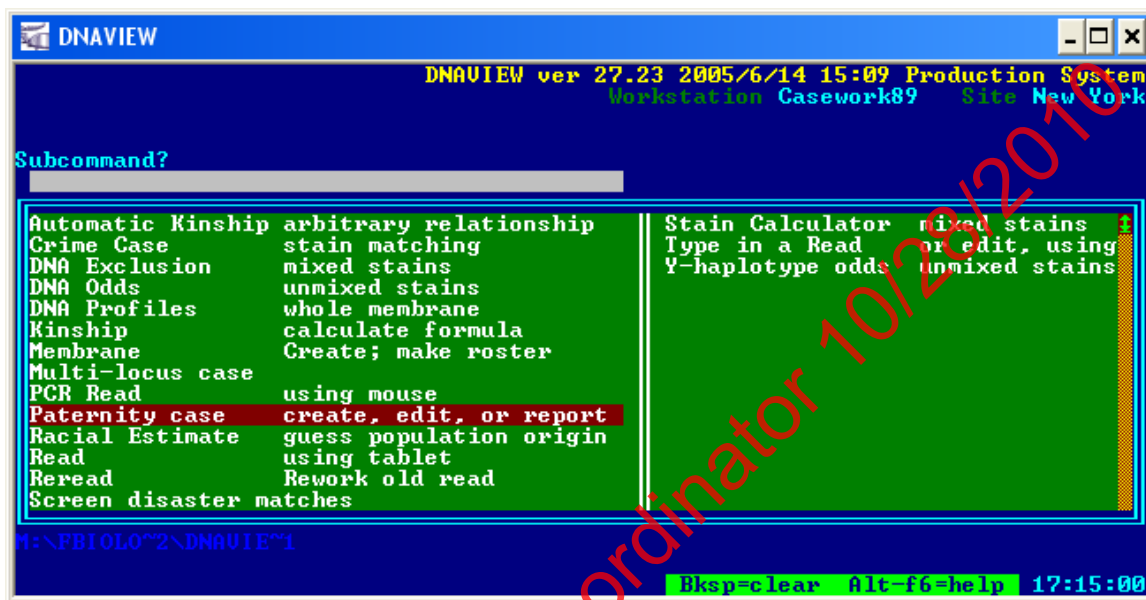 DNAVIEW
DNAVIEW ver 27.23 2005/6/14 15:09 Production System
Workstation Casework89 Site New York
Subcommand?
Automatic Kinship arbitrary relationship
Crime Case stain matching
DNA Exclusion mixed stains
DNA Odds unmixed stains
DNA Profiles whole membrane
Kinship calculate formula
Membrane Create; make roster
Multi-locus case
PCR Read using mouse
Paternity case create, edit, or report
Racial Estimate guess population origin
Read using tablet
Reread Rework old read
Screen disaster matches
Stain Calculator mixed stains
Type in a Read or edit, using
Y-haplotype odds unmixed stains
M:\FBIOLO~2\DNAVIE~1
Bksp=clear Alt-f6=help 17:15:00
ordinator 10/28/2010